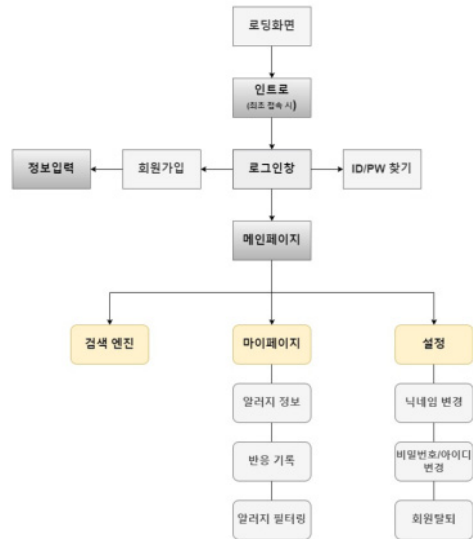 로딩화면
인트로
(최초 접속 시)
정보입력
회원가입
로그인창
ID/PW 찾기
메인페이지
검색 엔진
마이페이지
설정
알러지 정보
닉네임 변경
반응 기록
비밀번호/아이디
변경
알러지 필터링
회원탈퇴